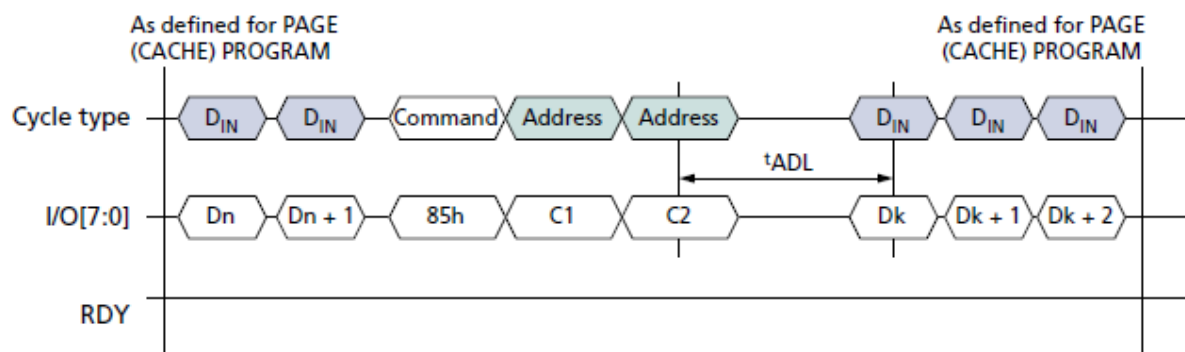 As defined for PAGE
(CACHE) PROGRAM
As defined for PAGE
(CACHE) PROGRAM
Cycle type
DIN
DIN
Command
Address
Address
DIN
DIN
DIN
tADL
I/O[7:0]
Dn
Dn + 1
85h
C1
C2
Dk
Dk + 1
Dk + 2
RDY